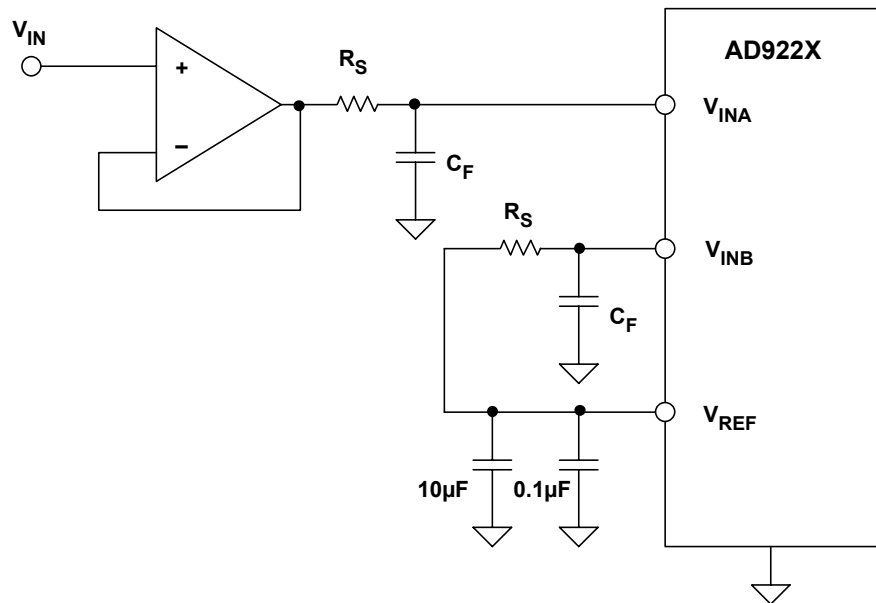 V_IN
AD922X
+
R_S
V_INA
−
C_F
R_S
V_INB
C_F
V_REF
10µF
0.1µF